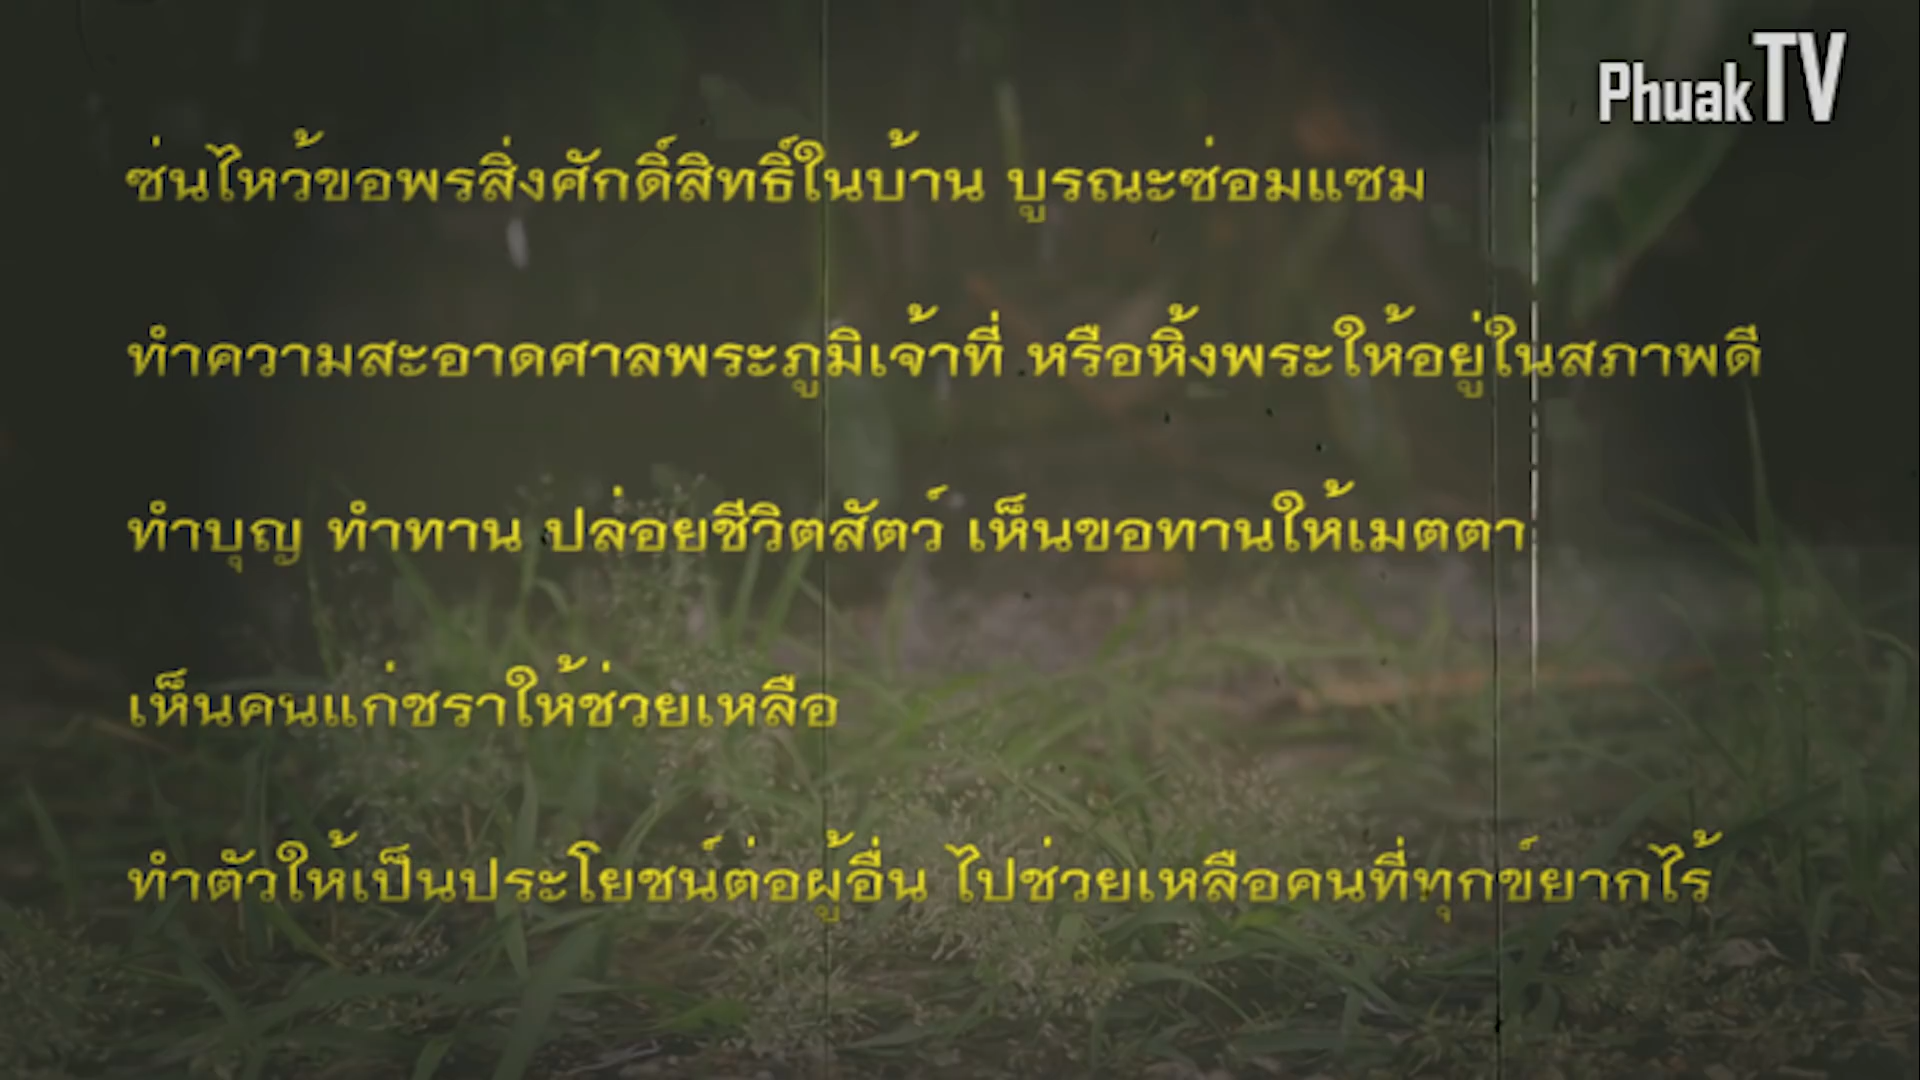 PhuakTV
ซ่นไหว้ขอพรสิ่งศักดิ์สิทธิ์ในบ้าน บูรณะซ่อมแซม
ทำความสะอาดศาลพระภูมิเจ้าที่ หรือหิ้งพระให้อยู่ในสภาพดี
ทำบุญ ทำทาน ปล่อยชีวิตสัตว์ เห็นขอทานให้เมตตา
เห็นคนแก่ชราให้ช่วยเหลือ
ทำตัวให้เป็นประโยชน์ต่อผู้อื่น ไปช่วยเหลือคนที่ทุกข์ยากไร้